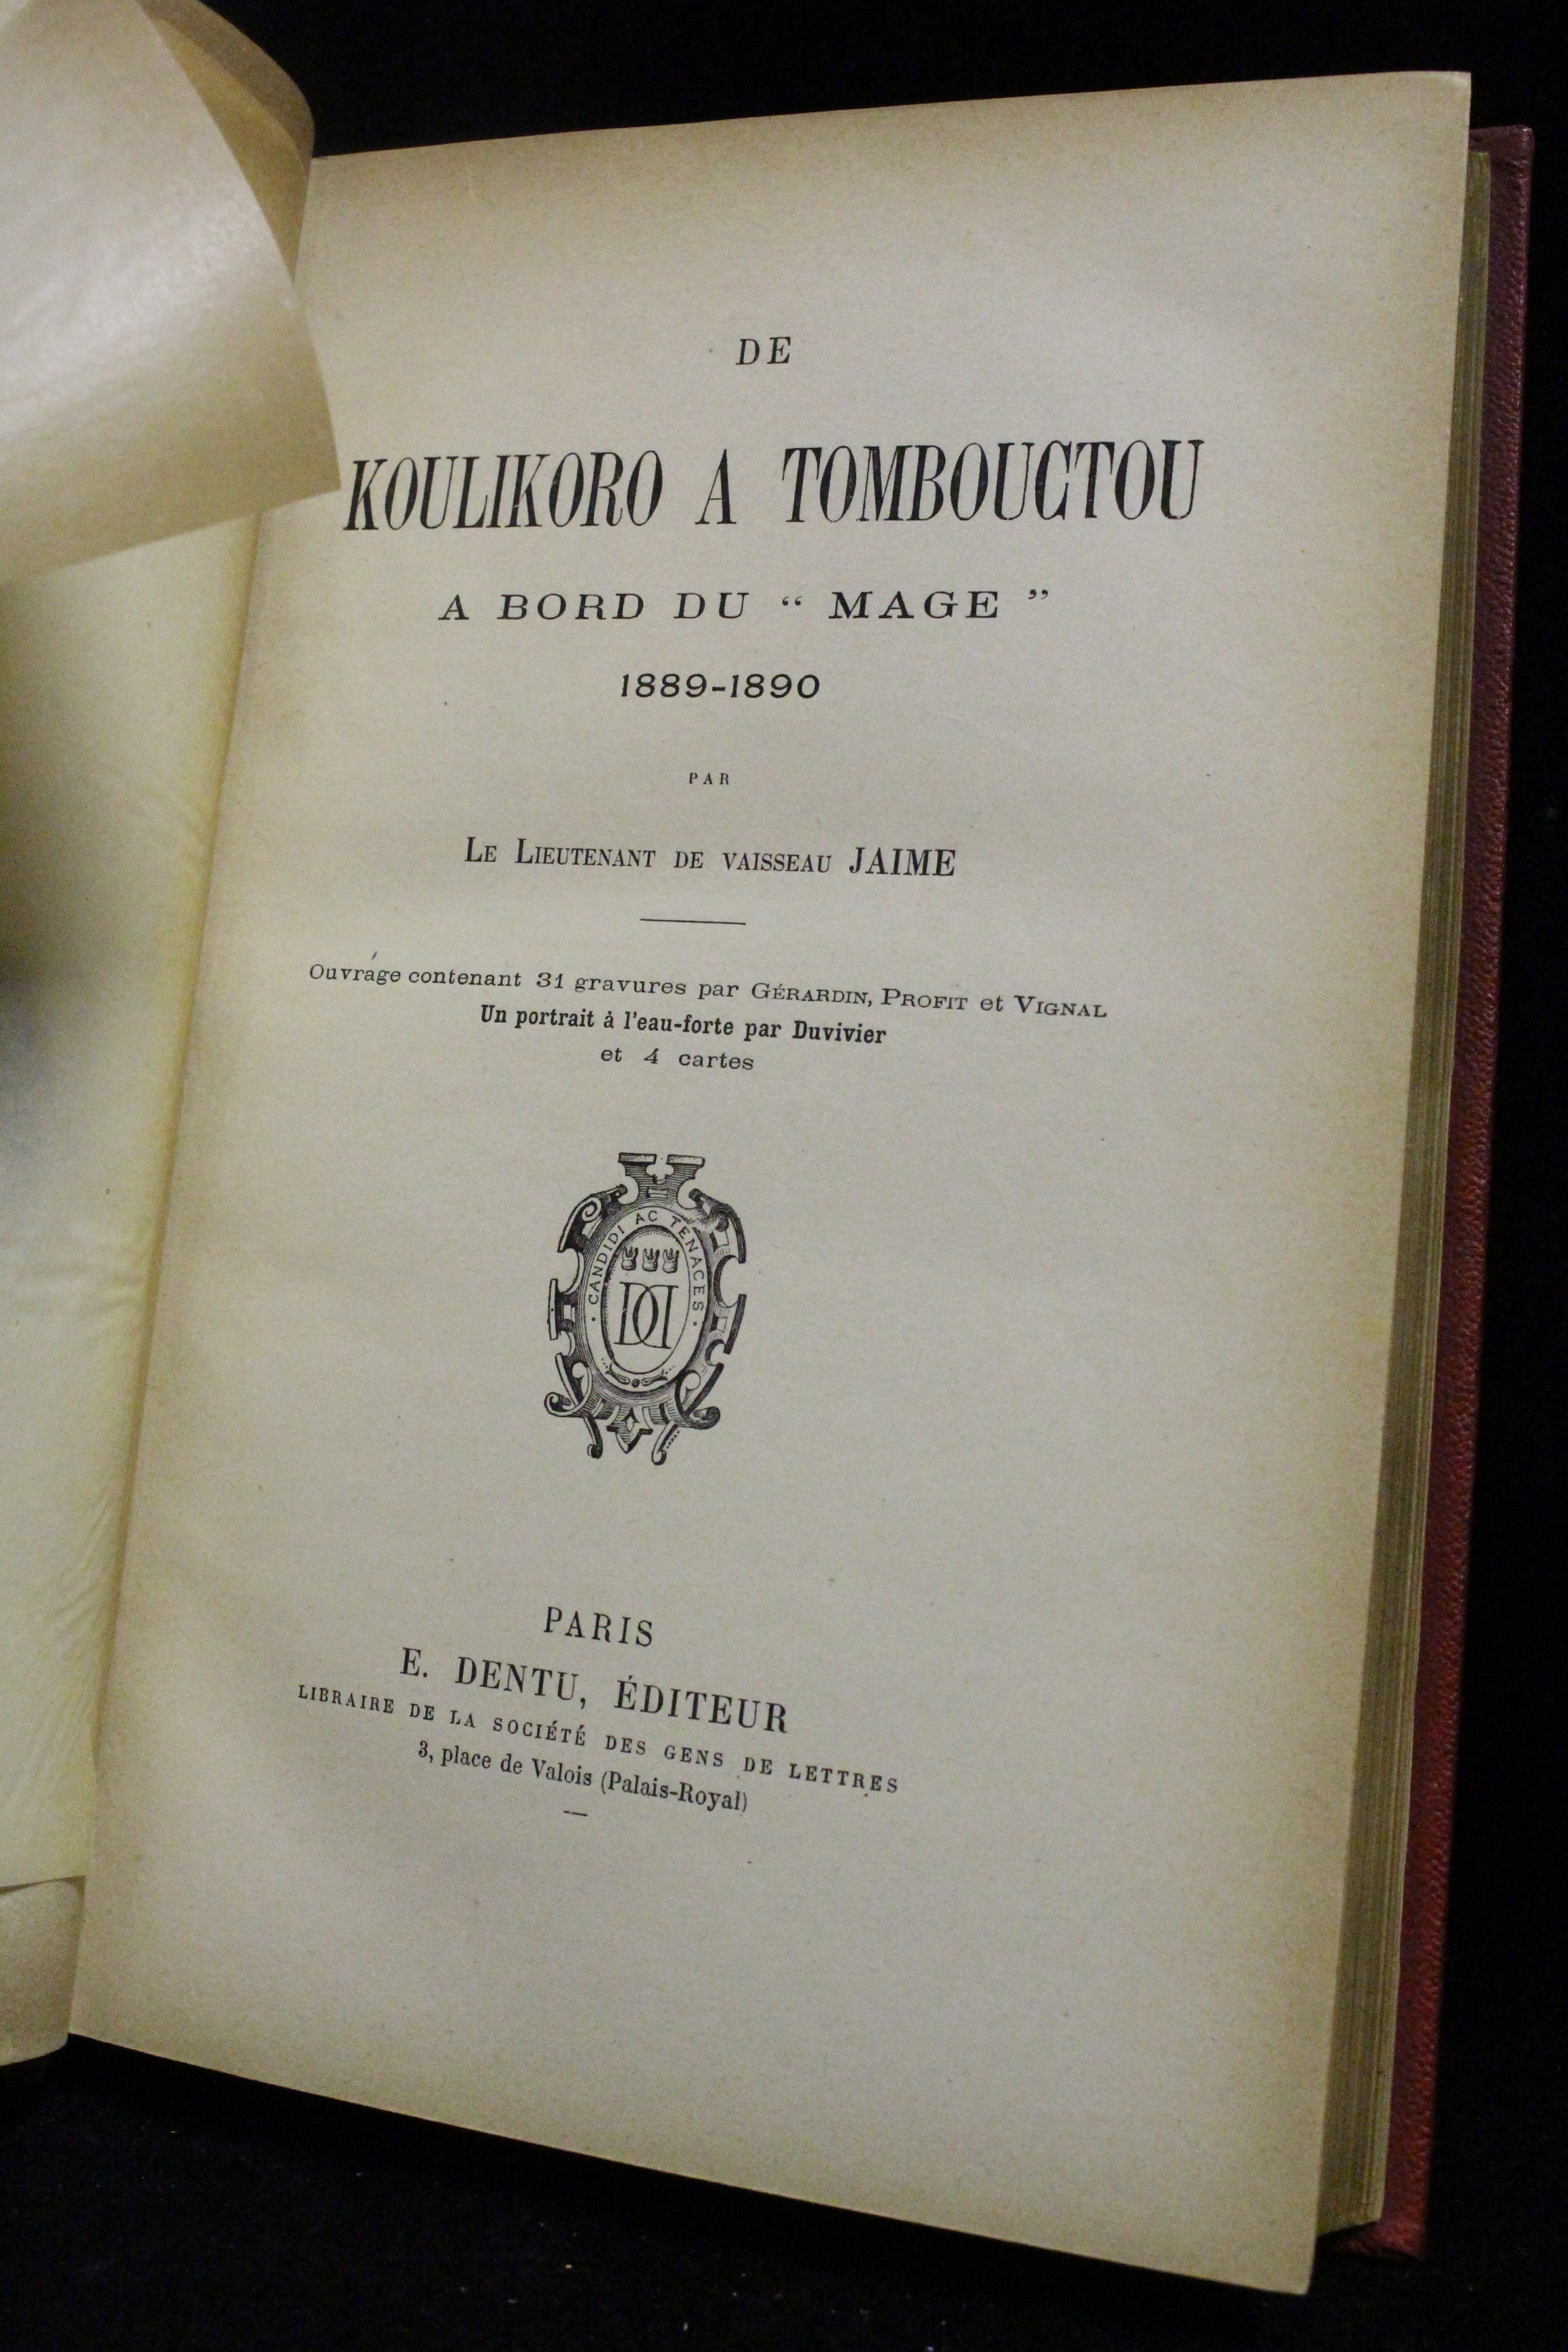 DE
KOULIKORO A TOMBOUCTOU
A BORD DU “ MAGE ”
1889-1890
PAR
LE LIEUTENANT DE VAISSEAU JAIME
Ouvrage contenant 31 gravures par GÉRARDIN, PROFIT et VIGNAL
Un portrait à l'eau-forte par Duvivier
et 4 cartes
· CANDIDI AC TENACES ·
PARIS
E. DENTU, ÉDITEUR
LIBRAIRE DE LA SOCIÉTÉ DES GENS DE LETTRES
3, place de Valois (Palais-Royal)